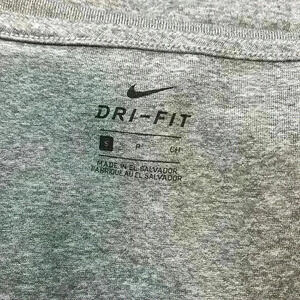 DRI-FIT
S P CH
MADE IN EL SALVADOR
FABRIQUÉ AU EL SALVADOR